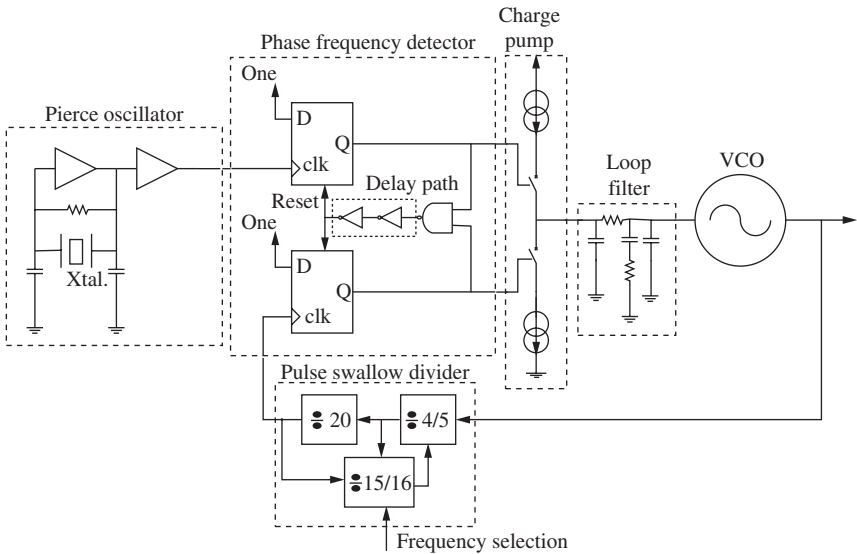 Charge
pump
Phase frequency detector
One
Pierce oscillator
D
Q
clk
Loop
filter
VCO
Delay path
Reset
One
D
Q
clk
Xtal.
Pulse swallow divider
÷ 20
÷ 4/5
÷15/16
Frequency selection